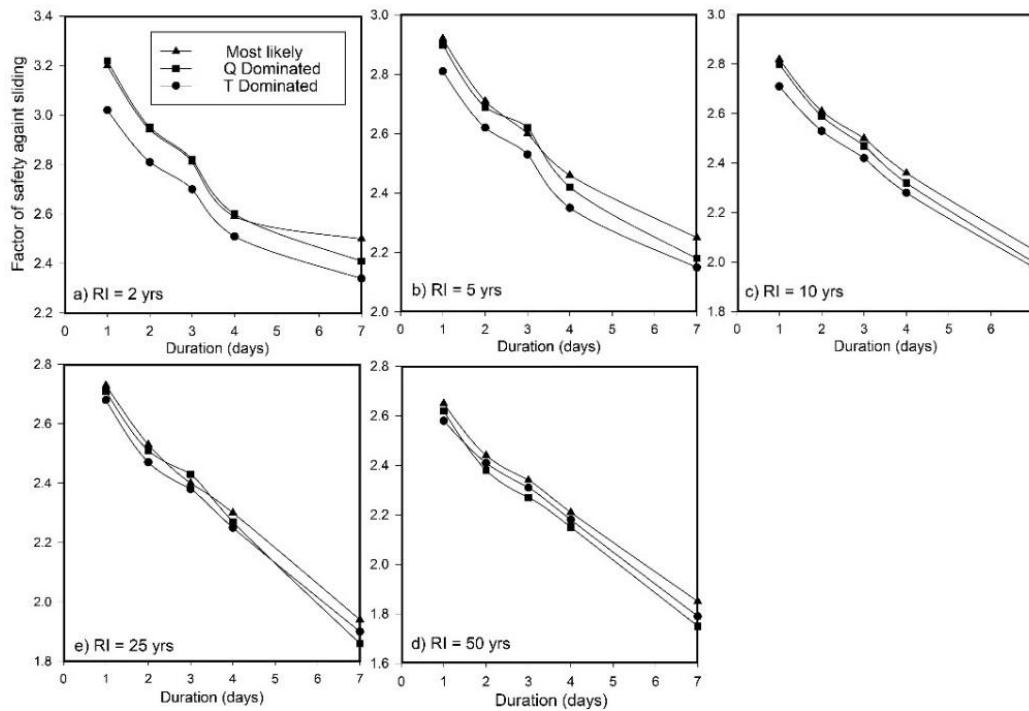 3.4
3.2
3.0
2.8
2.6
2.4
2.2
Factor of safety againt sliding
Most likely
Q Dominated
T Dominated
a) RI = 2 yrs
0 1 2 3 4 5 6 7
Duration (days)
3.0
2.8
2.6
2.4
2.2
2.0
b) RI = 5 yrs
0 1 2 3 4 5 6 7
Duration (days)
3.0
2.8
2.6
2.4
2.2
2.0
1.8
c) RI = 10 yrs
0 1 2 3 4 5 6
Duration (days)
2.8
2.6
2.4
2.2
2.0
1.8
e) RI = 25 yrs
0 1 2 3 4 5 6 7
Duration (days)
2.8
2.6
2.4
2.2
2.0
1.8
1.6
d) RI = 50 yrs
0 1 2 3 4 5 6 7
Duration (days)